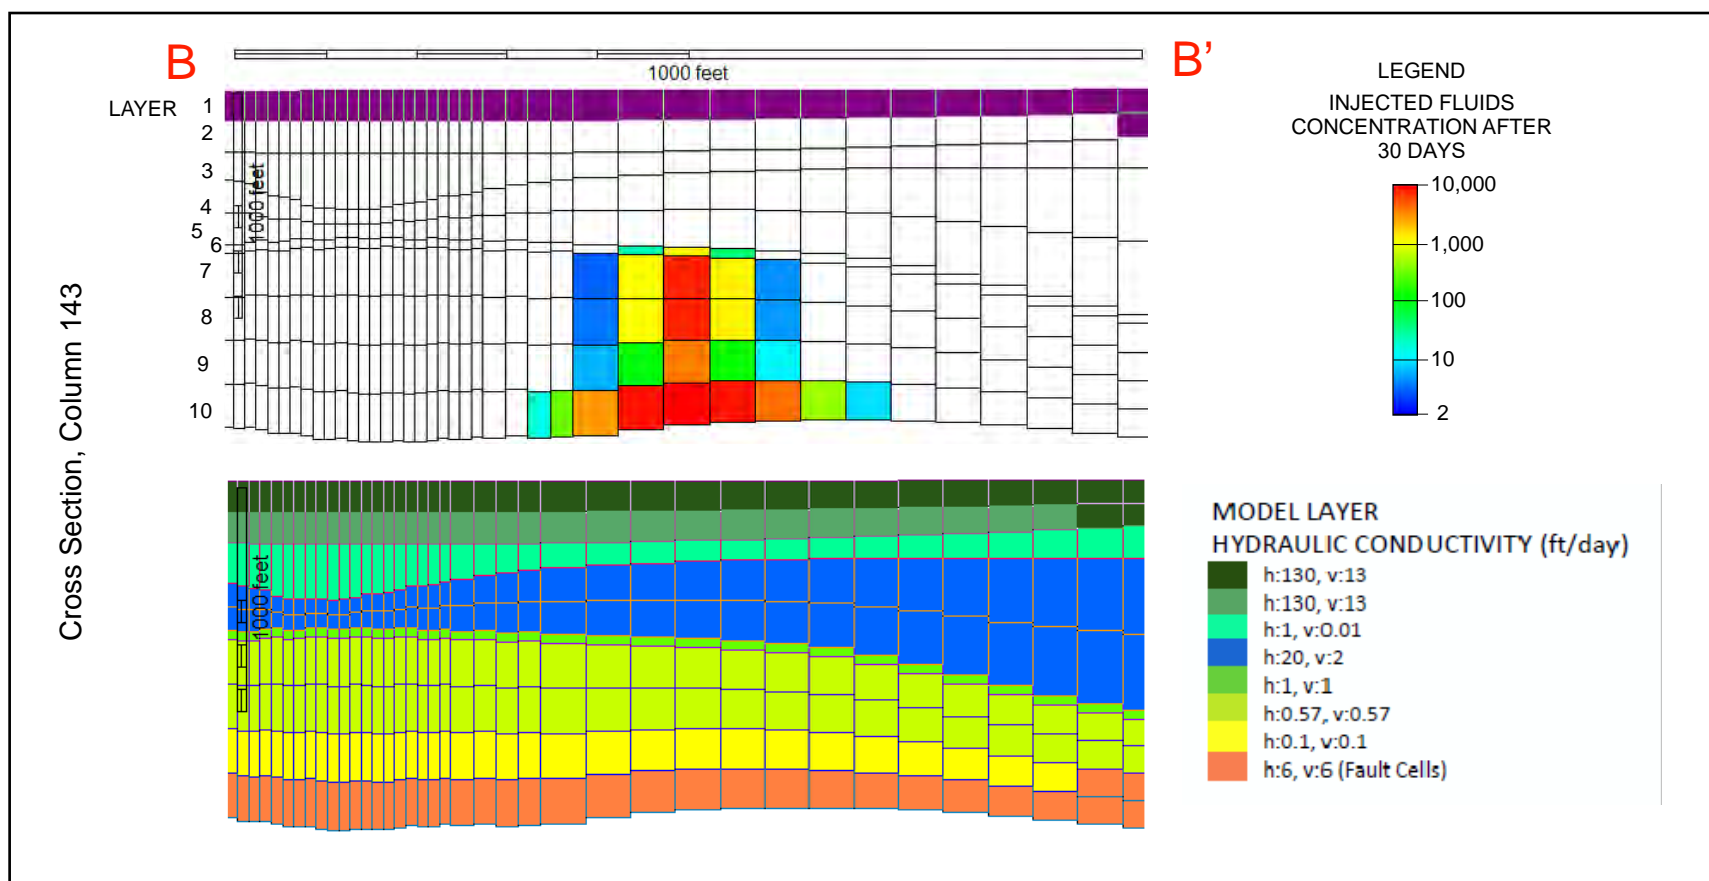 B
B'
1000 feet
LAYER 1
2
3
4
5
6
7
8
9
10
1000 feet
Cross Section, Column 143
LEGEND
INJECTED FLUIDS
CONCENTRATION AFTER
30 DAYS
10,000
1,000
100
10
2
1000 feet
MODEL LAYER
HYDRAULIC CONDUCTIVITY (ft/day)
h:130, v:13
h:130, v:13
h:1, v:0.01
h:20, v:2
h:1, v:1
h:0.57, v:0.57
h:0.1, v:0.1
h:6, v:6 (Fault Cells)